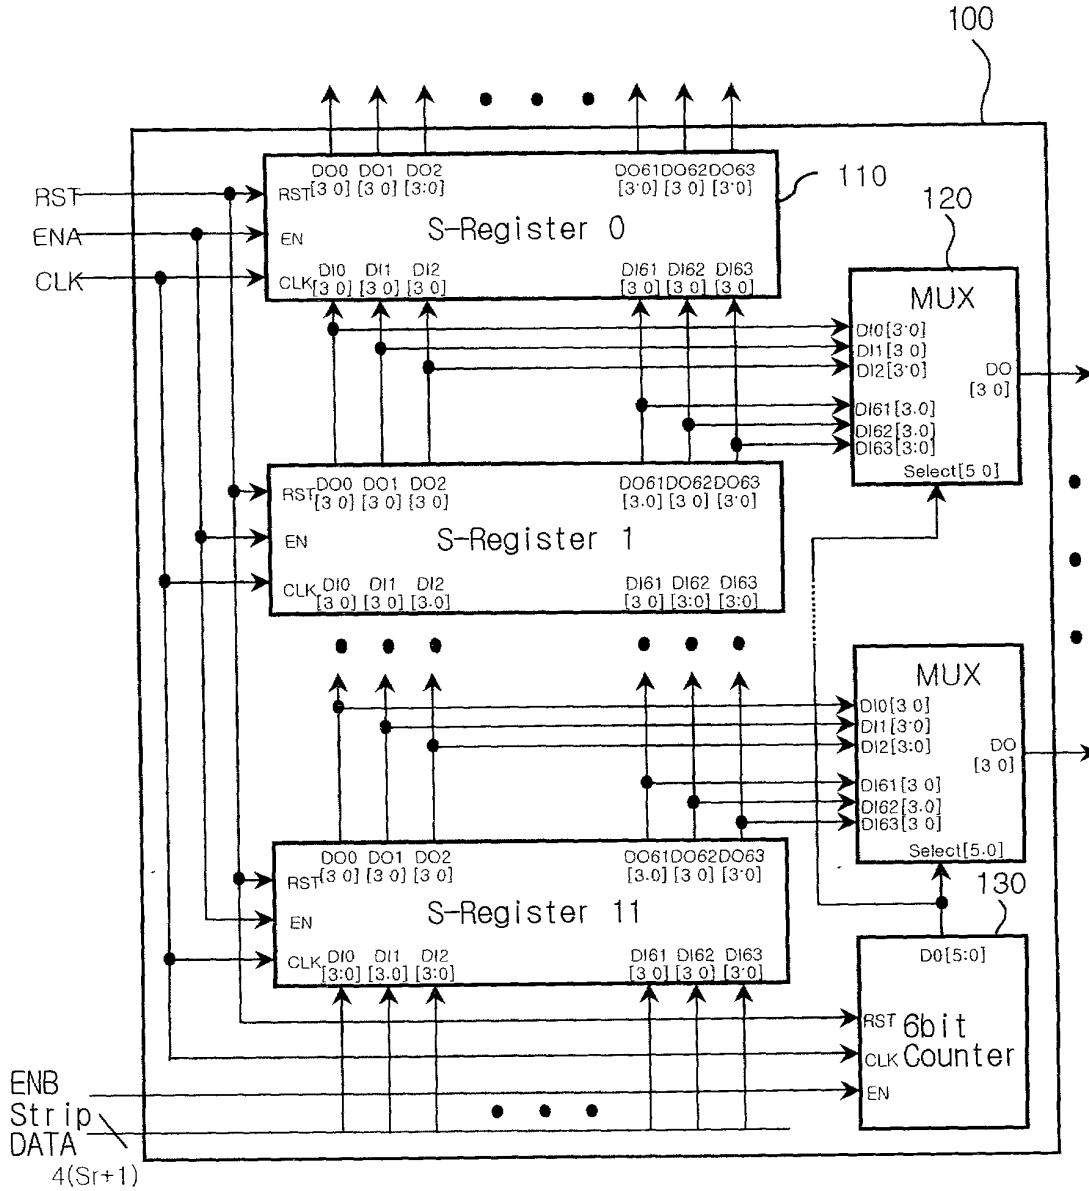 100
DO0 DO1 DO2 DO61 DO62 DO63
[3 0] [3 0] [3:0] [3:0] [3 0] [3:0]
110
RST RST
S-Register 0
120
ENA EN
CLK CLK
DI0 DI1 DI2 DI61 DI62 DI63
[3 0] [3 0] [3 0] [3 0] [3 0] [3 0]
MUX
DI0[3:0]
DI1[3 0]
DI2[3:0]
DO
[3 0]
DI61[3.0]
DI62[3.0]
DI63[3:0]
Select[5 0]
DO0 DO1 DO2 DO61 DO62 DO63
RST [3 0] [3 0] [3 0] [3.0] [3 0] [3:0]
EN S-Register 1
CLK DI0 DI1 DI2 DI61 DI62 DI63
[3 0] [3 0] [3.0] [3 0] [3:0] [3:0]
MUX
DI0[3 0]
DI1[3:0]
DI2[3:0]
DO
[3 0]
DI61[3 0]
DI62[3.0]
DI63[3 0]
Select[5.0]
DO0 DO1 DO2 DO61 DO62 DO63
RST [3 0] [3 0] [3 0] [3.0] [3 0] [3:0]
130
EN S-Register 11
CLK DI0 DI1 DI2 DI61 DI62 DI63
[3:0] [3.0] [3:0] [3 0] [3 0] [3:0]
DO[5:0]
RST 6bit
CLK Counter
EN
ENB
Strip
DATA
4(Sr+1)